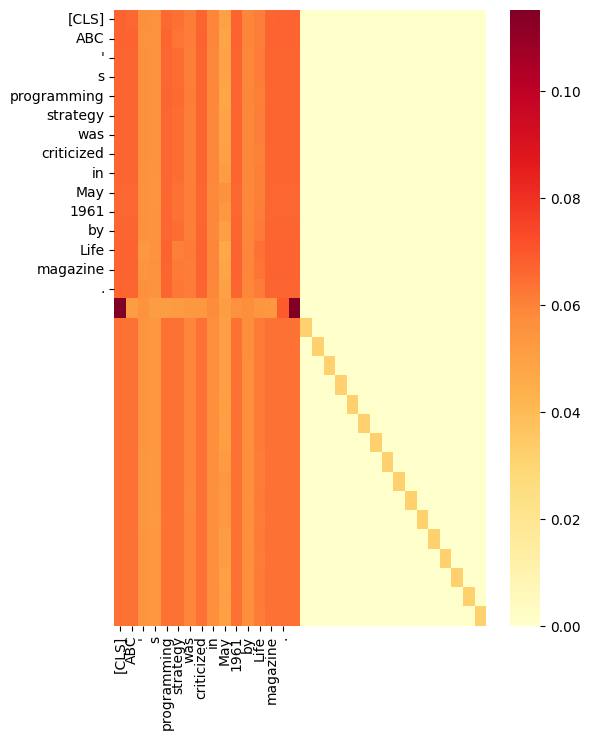 [CLS]
ABC
'
s
programming
strategy
was
criticized
in
May
1961
by
Life
magazine
.
0.10
0.08
0.06
0.04
0.02
0.00
[CLS]
ABC
'
s
programming
strategy
was
criticized
in
May
1961
by
Life
magazine
.